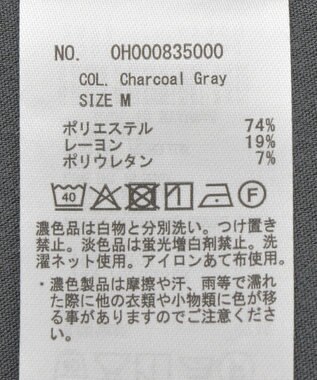 NO. 0H000835000
COL. Charcoal Gray
SIZE M
ポリエステル 74%
レーヨン 19%
ポリウレタン 7%
40 F
濃色品は白物と分別洗い。つけ置き
禁止。淡色品は蛍光増白剤禁止。洗
濯ネット使用。アイロンあて布使用。
・濃色製品は摩擦や汗、雨等で濡れ
た際に他の衣類や小物類に色が移
る事がありますのでご注意くださ
い。